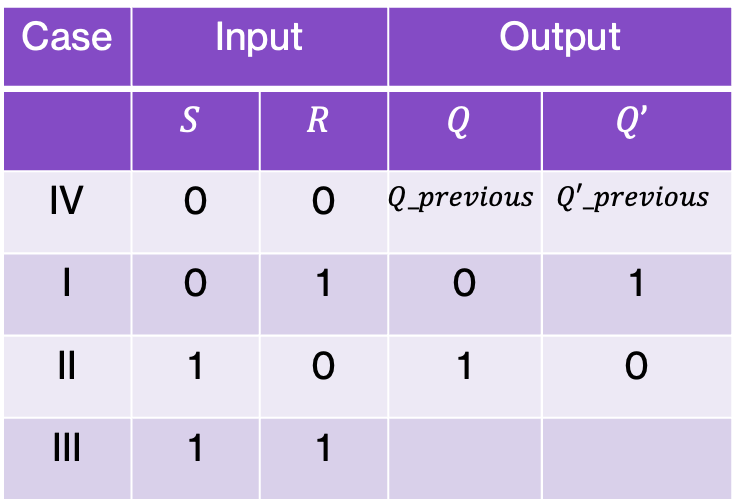 Case Input Output
S R Q Q’
IV 0 0 Q_previous Q′_previous
I 0 1 0 1
II 1 0 1 0
III 1 1